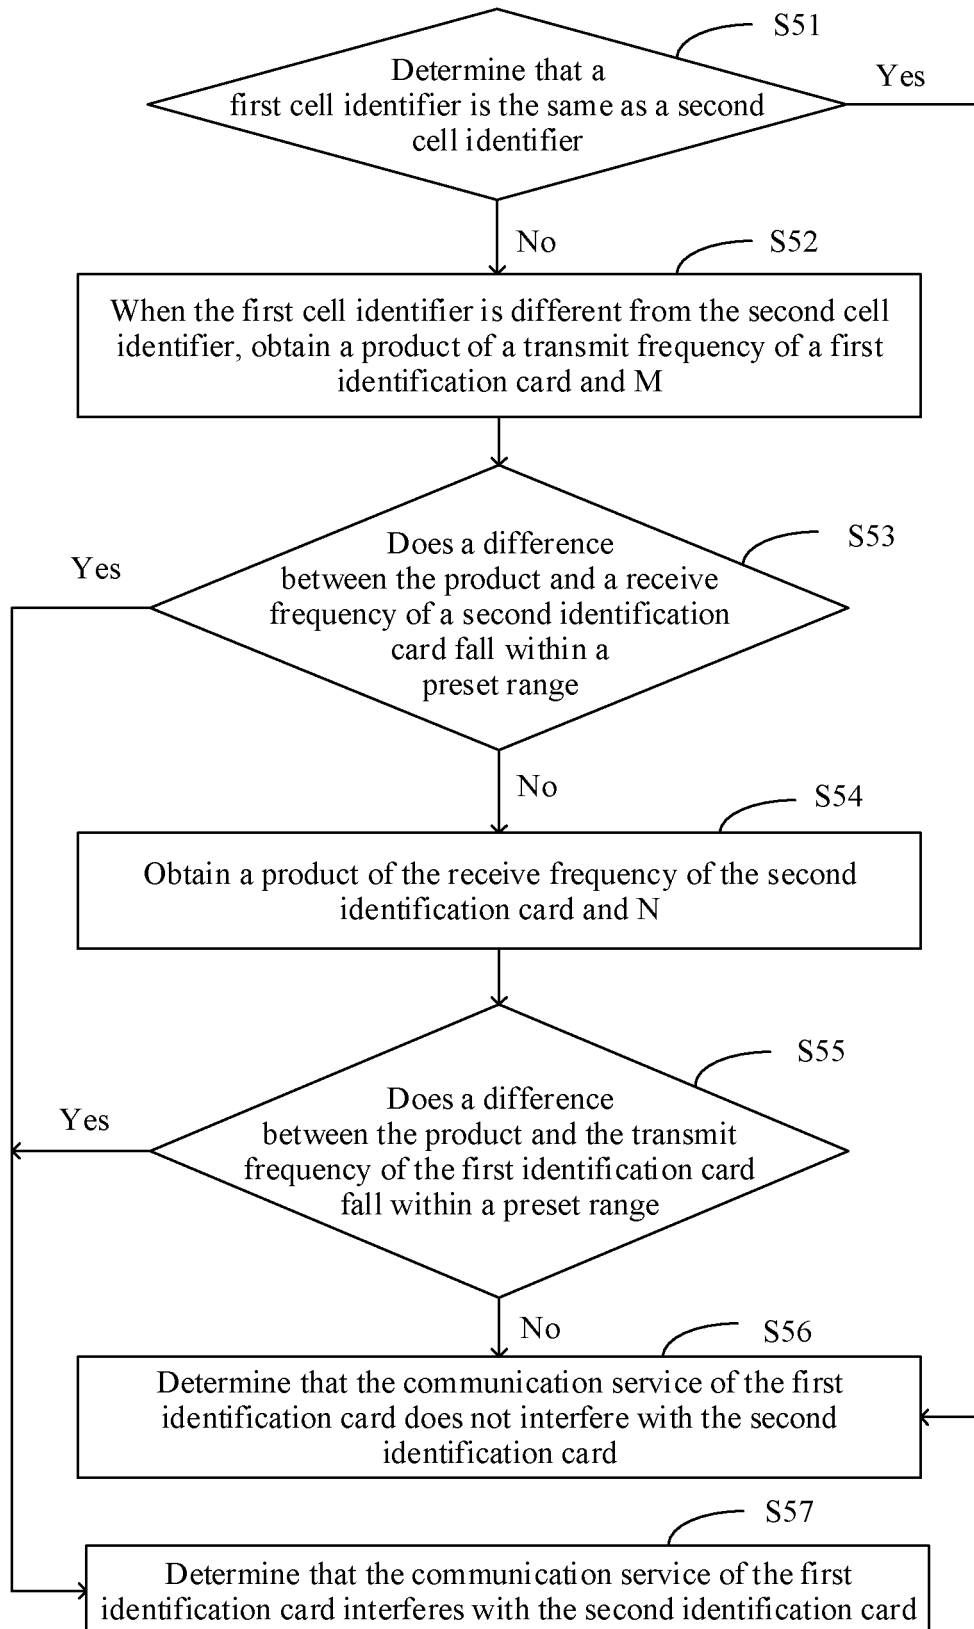 S51
Determine that a
first cell identifier is the same as a second
cell identifier
Yes
No
S52
When the first cell identifier is different from the second cell
identifier, obtain a product of a transmit frequency of a first
identification card and M
S53
Yes
Does a difference
between the product and a receive
frequency of a second identification
card fall within a
preset range
No
S54
Obtain a product of the receive frequency of the second
identification card and N
S55
Yes
Does a difference
between the product and the transmit
frequency of the first identification card
fall within a preset range
No
S56
Determine that the communication service of the first
identification card does not interfere with the second
identification card
S57
Determine that the communication service of the first
identification card interferes with the second identification card